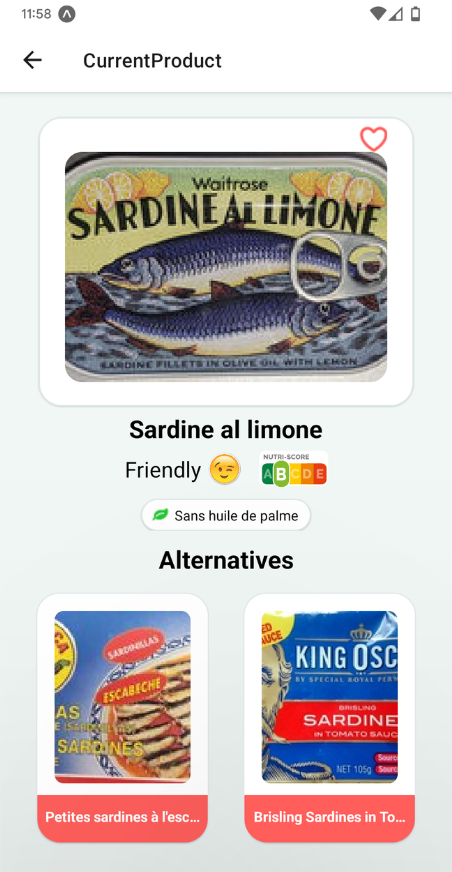 11:58
CurrentProduct
Waitrose
SARDINE AL LIMONE
SARDINE FILLETS IN OLIVE OIL WITH LEMON
Sardine al limone
Friendly
NUTRI-SCORE
A B C D E
Sans huile de palme
Alternatives
SARDINILLAS
ESCABECHE
SARDINES
Petites sardines à l'esc...
KING OSC
BY SPECIAL ROYAL PER
BRISLING
SARDINE
IN TOMATO SAUC
NET 105g
Brisling Sardines in To...